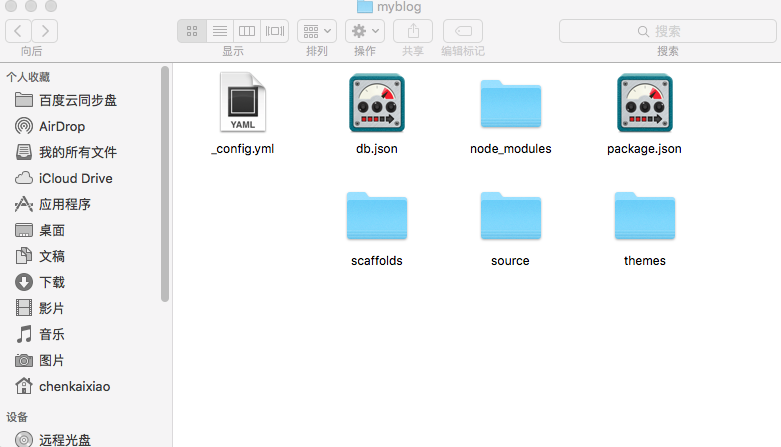 myblog
搜索
向后
显示
排列
操作
共享
编辑标记
搜索
个人收藏
百度云同步盘
AirDrop
我的所有文件
iCloud Drive
应用程序
桌面
文稿
下载
影片
音乐
图片
chenkaixiao
设备
远程光盘
YAML
_config.yml
db.json
node_modules
package.json
scaffolds
source
themes